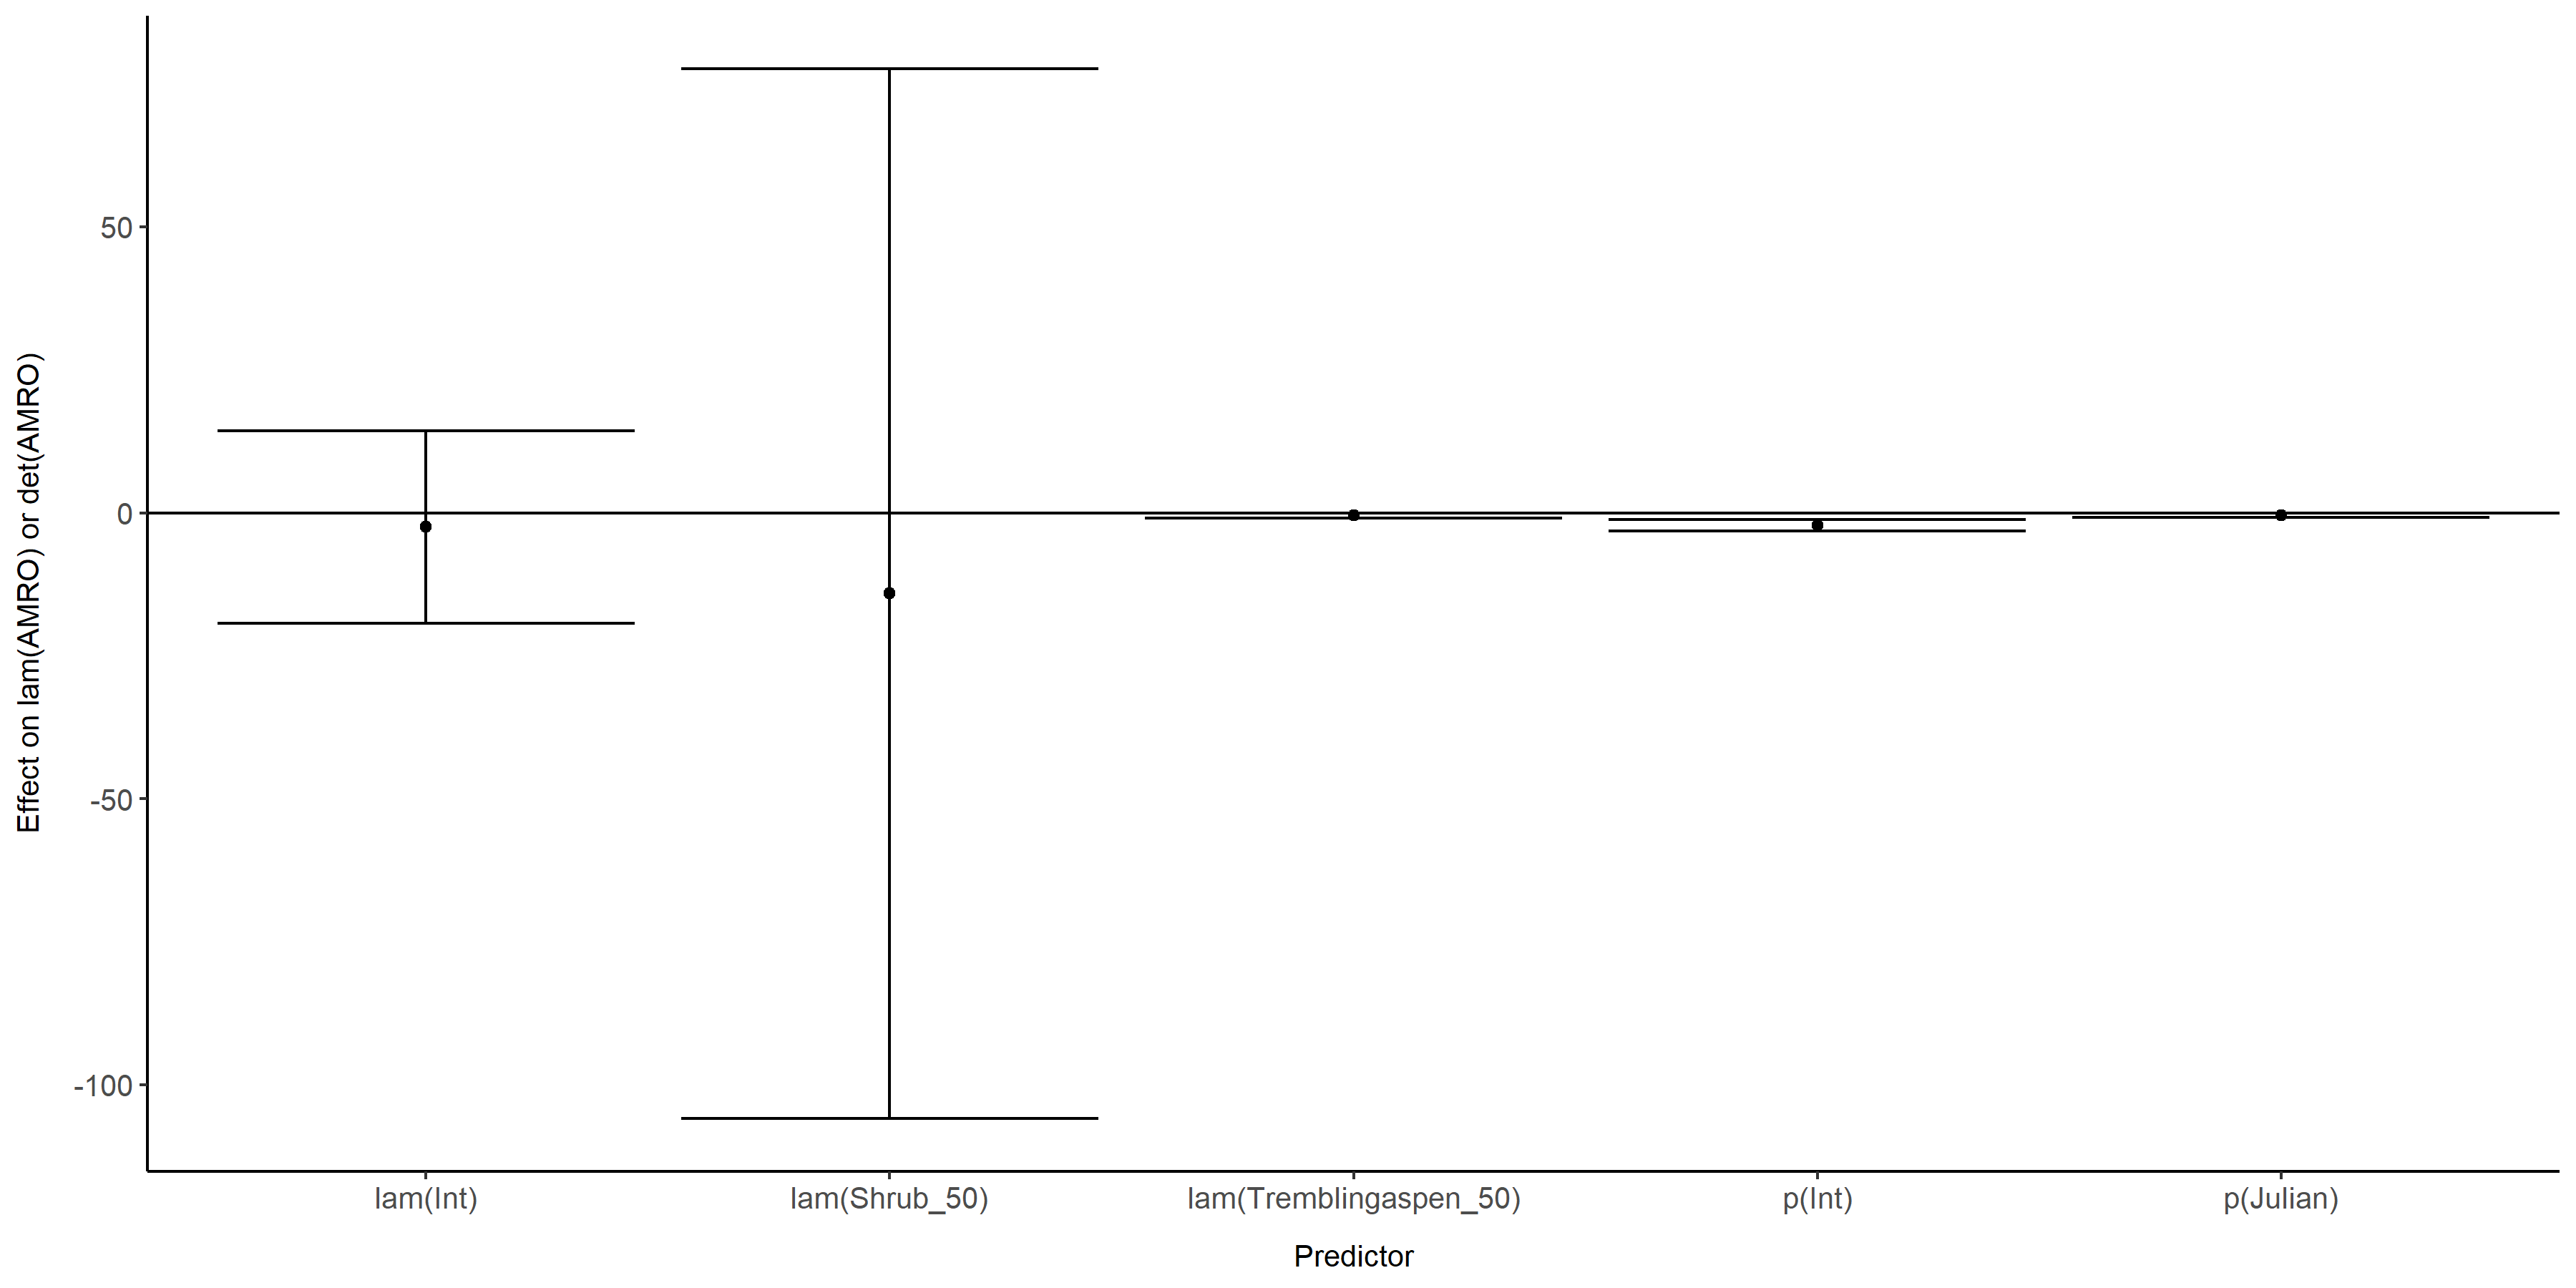 Effect on lam(AMRO) or det(AMRO)
50
0
-50
-100
lam(Int) lam(Shrub_50) lam(Tremblingaspen_50) p(Int) p(Julian)
Predictor